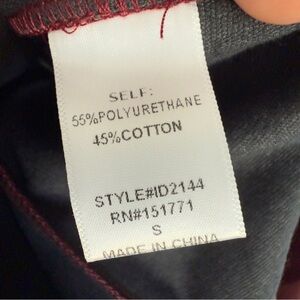 SELF:
55%POLYURETHANE
45%COTTON
STYLE#ID2144
RN#151771
S
MADE IN CHINA